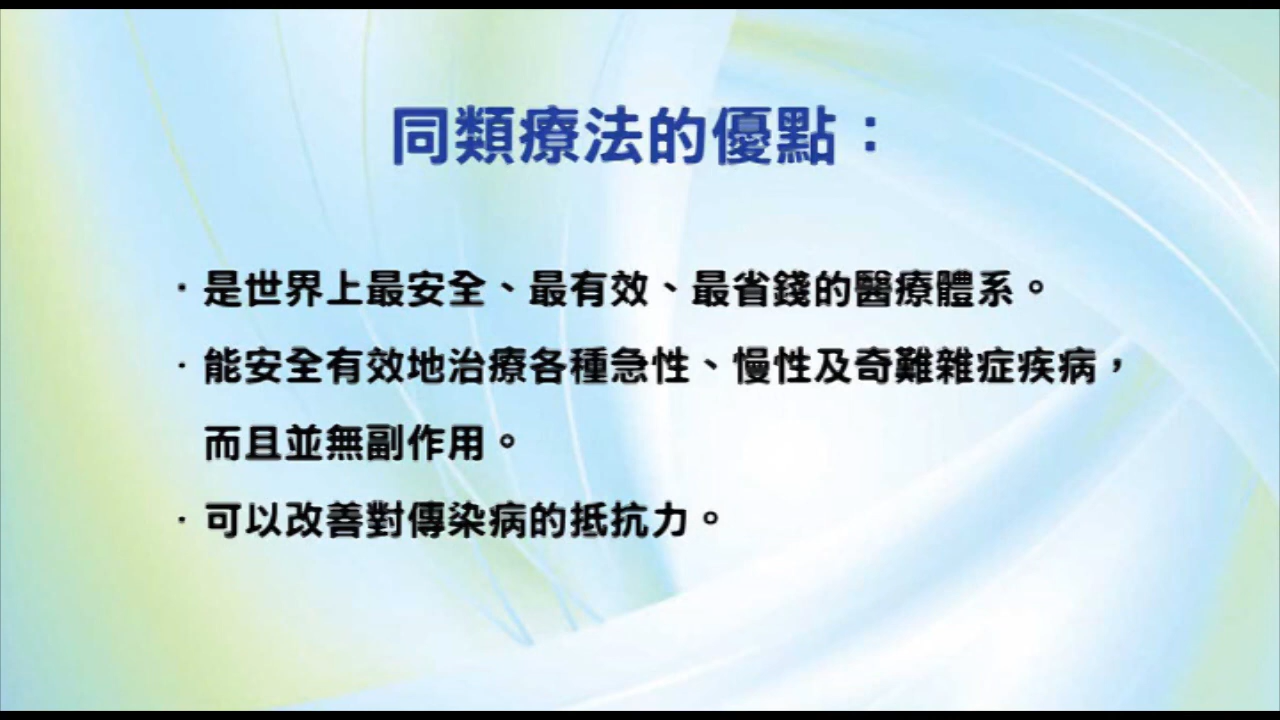 同類療法的優點：
·是世界上最安全、最有效、最省錢的醫療體系。
·能安全有效地治療各種急性、慢性及奇難雜症疾病，
而且並無副作用。
·可以改善對傳染病的抵抗力。